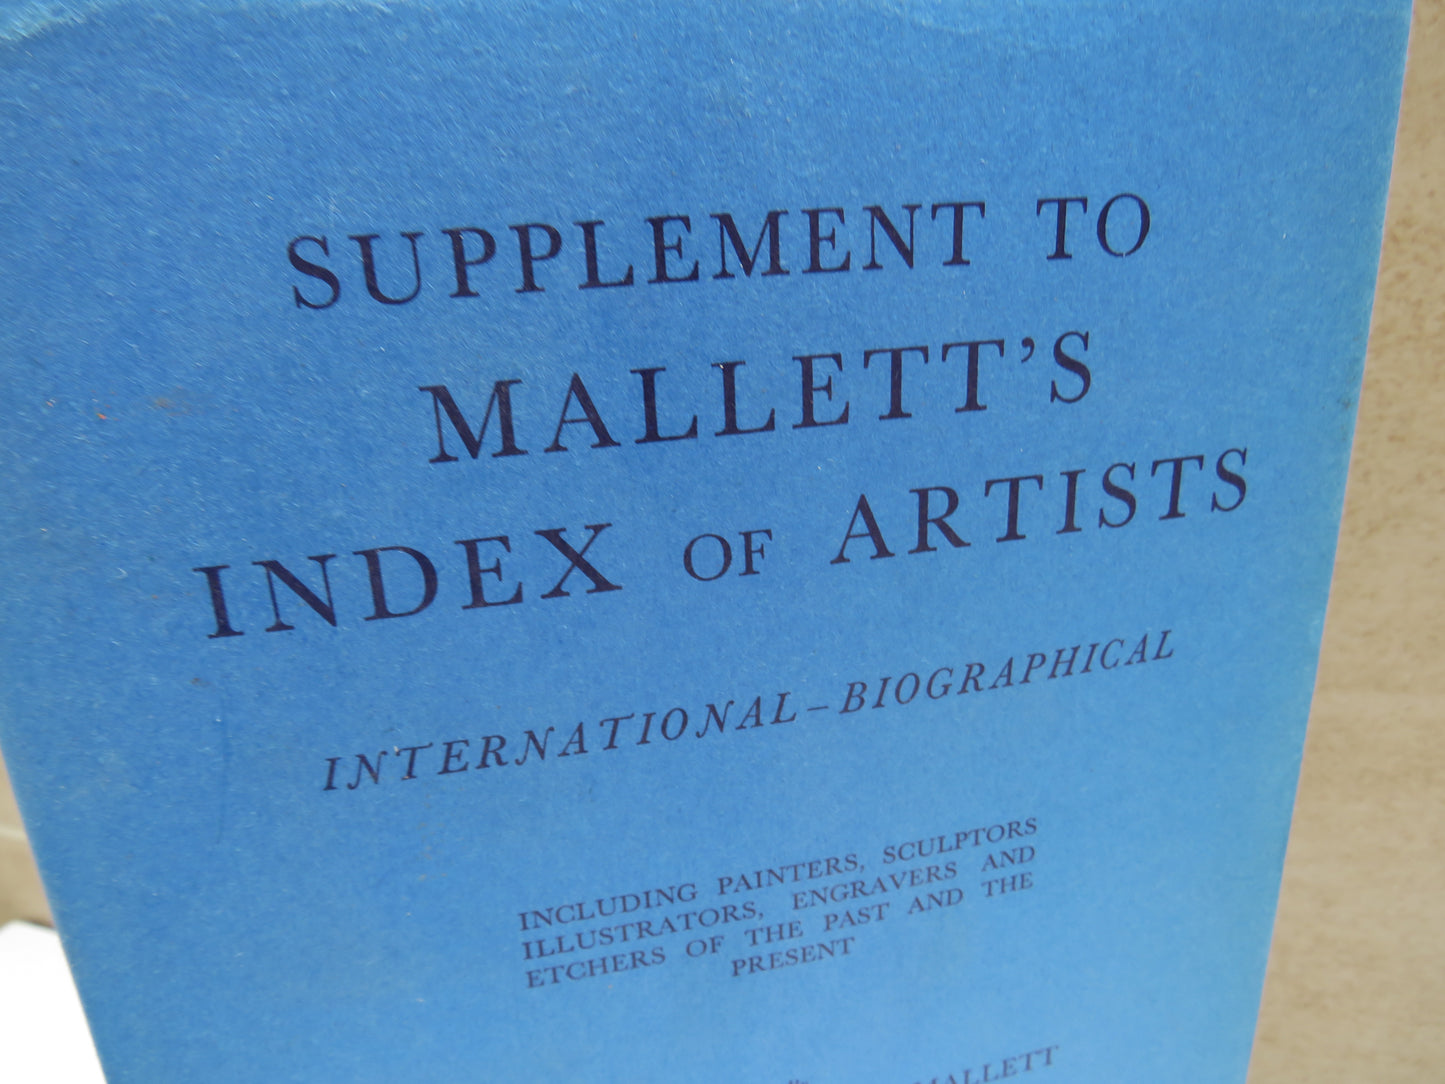 SUPPLEMENT TO
MALLETT'S
INDEX OF ARTISTS
INTERNATIONAL-BIOGRAPHICAL
INCLUDING PAINTERS, SCULPTORS
ILLUSTRATORS, ENGRAVERS AND
ETCHERS OF THE PAST AND THE
PRESENT
MALLETT